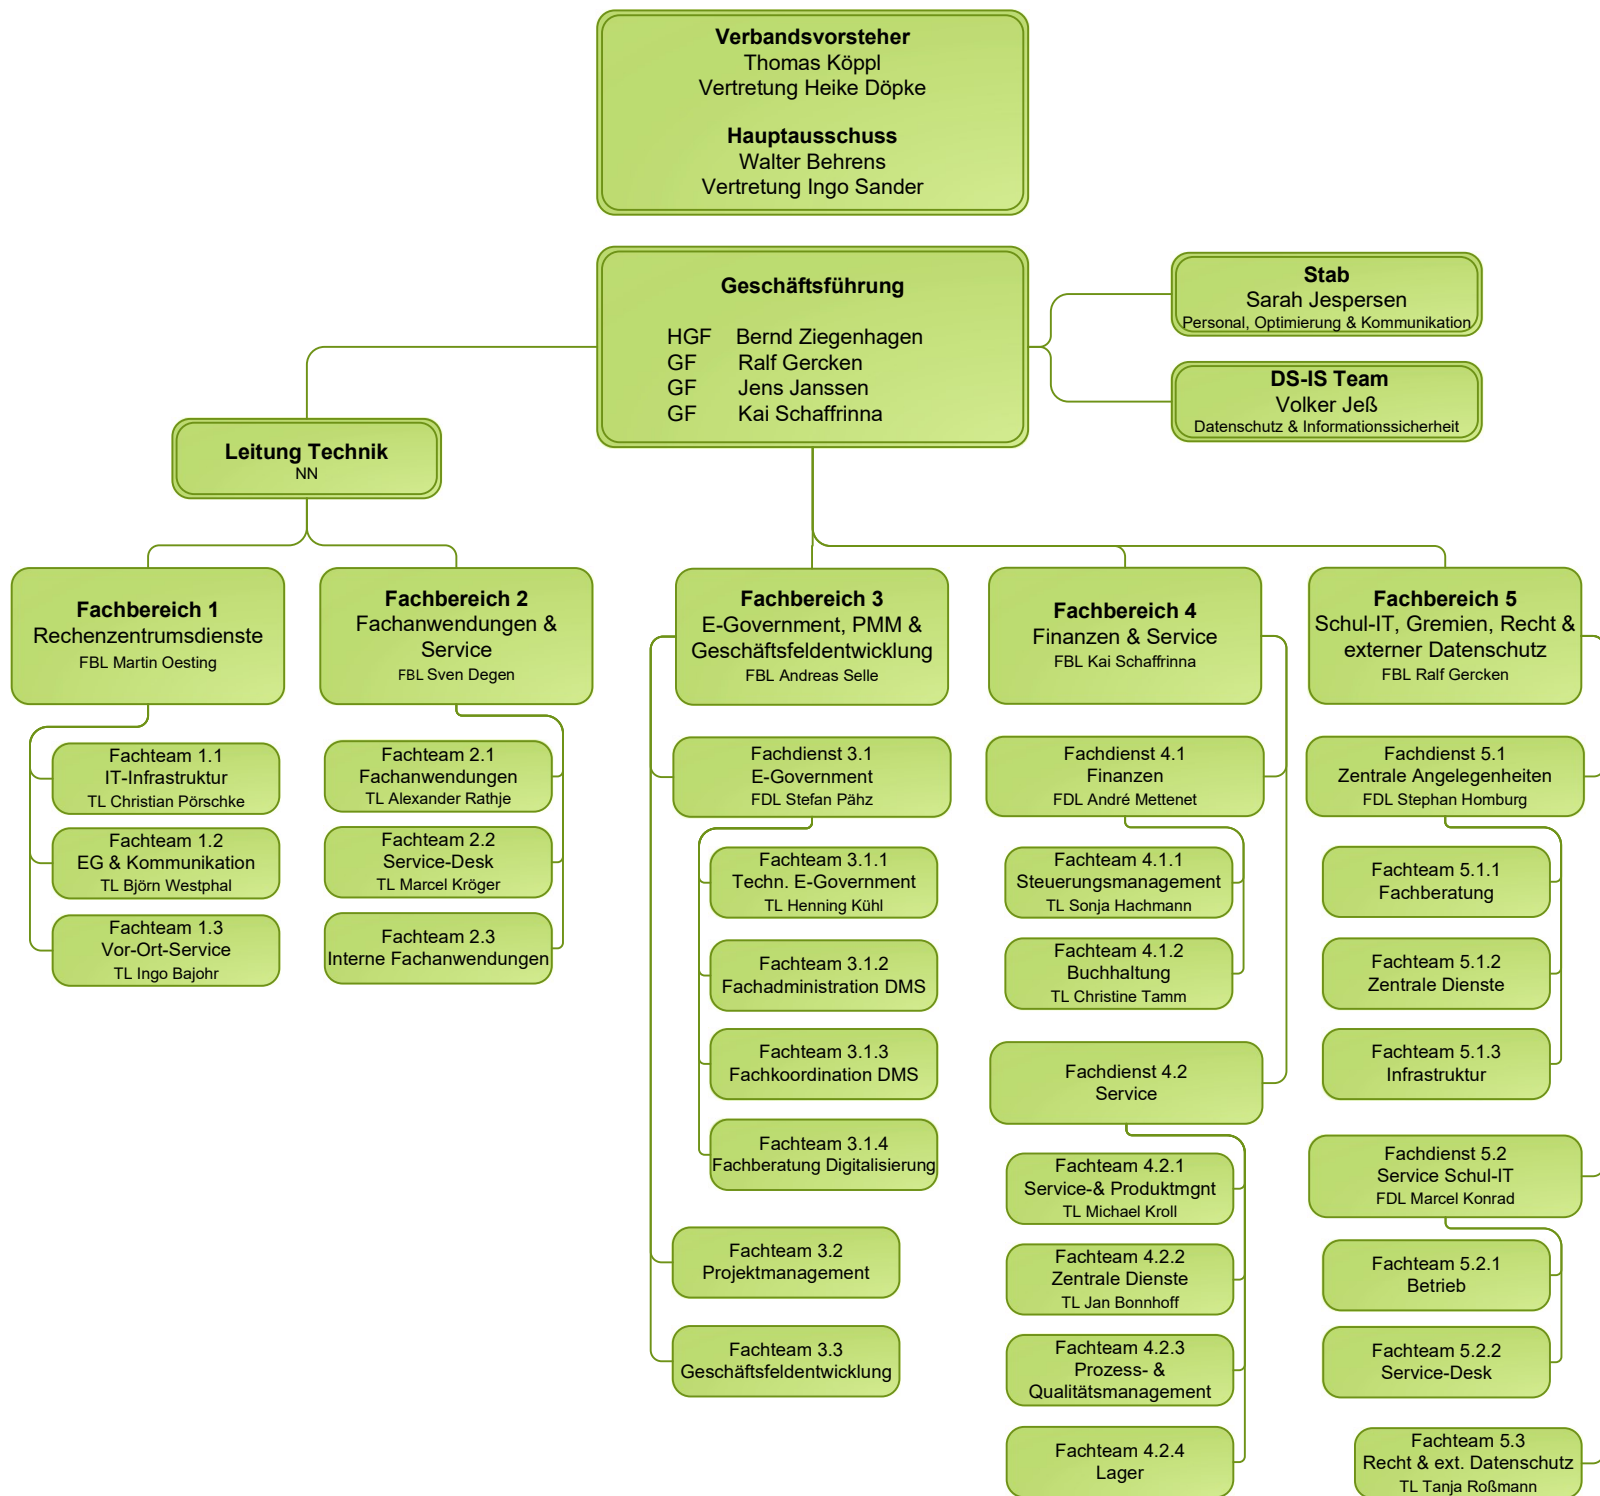 Verbandsvorsteher
Thomas Köppl
Vertretung Heike Döpke
Hauptausschuss
Walter Behrens
Vertretung Ingo Sander
Geschäftsführung
HGF Bernd Ziegenhagen
GF Ralf Gercken
GF Jens Janssen
GF Kai Schaffrinna
Stab
Sarah Jespersen
Personal, Optimierung & Kommunikation
DS-IS Team
Volker Jeß
Datenschutz & Informationssicherheit
Leitung Technik
NN
Fachbereich 1
Rechenzentrumsdienste
FBL Martin Oesting
Fachteam 1.1
IT-Infrastruktur
TL Christian Pörschke
Fachteam 1.2
EG & Kommunikation
TL Björn Westphal
Fachteam 1.3
Vor-Ort-Service
TL Ingo Bajohr
Fachbereich 2
Fachanwendungen &
Service
FBL Sven Degen
Fachteam 2.1
Fachanwendungen
TL Alexander Rathje
Fachteam 2.2
Service-Desk
TL Marcel Kröger
Fachteam 2.3
Interne Fachanwendungen
Fachbereich 3
E-Government, PMM &
Geschäftsfeldentwicklung
FBL Andreas Selle
Fachdienst 3.1
E-Government
FDL Stefan Pähz
Fachteam 3.1.1
Techn. E-Government
TL Henning Kühl
Fachteam 3.1.2
Fachadministration DMS
Fachteam 3.1.3
Fachkoordination DMS
Fachteam 3.1.4
Fachberatung Digitalisierung
Fachteam 3.2
Projektmanagement
Fachteam 3.3
Geschäftsfeldentwicklung
Fachbereich 4
Finanzen & Service
FBL Kai Schaffrinna
Fachdienst 4.1
Finanzen
FDL André Mettenet
Fachteam 4.1.1
Steuerungsmanagement
TL Sonja Hachmann
Fachteam 4.1.2
Buchhaltung
TL Christine Tamm
Fachdienst 4.2
Service
Fachteam 4.2.1
Service-& Produktmgnt
TL Michael Kroll
Fachteam 4.2.2
Zentrale Dienste
TL Jan Bonnhoff
Fachteam 4.2.3
Prozess- &
Qualitätsmanagement
Fachteam 4.2.4
Lager
Fachbereich 5
Schul-IT, Gremien, Recht &
externer Datenschutz
FBL Ralf Gercken
Fachdienst 5.1
Zentrale Angelegenheiten
FDL Stephan Homburg
Fachteam 5.1.1
Fachberatung
Fachteam 5.1.2
Zentrale Dienste
Fachteam 5.1.3
Infrastruktur
Fachdienst 5.2
Service Schul-IT
FDL Marcel Konrad
Fachteam 5.2.1
Betrieb
Fachteam 5.2.2
Service-Desk
Fachteam 5.3
Recht & ext. Datenschutz
TL Tanja Roßmann